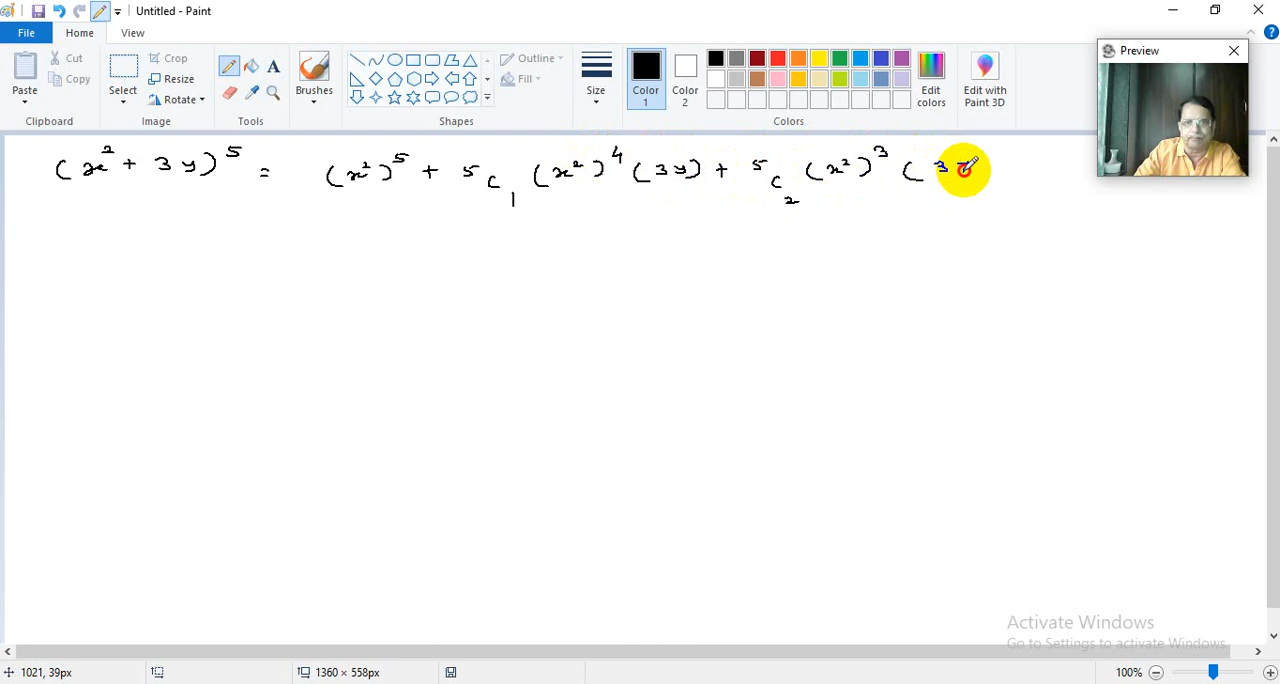 Untitled - Paint
File Home View
Paste Cut Copy Clipboard
Select Crop Resize Rotate Image
Tools
Brushes
Shapes
Outline Fill
Size
Color 1
Color 2
Edit colors
Edit with Paint 3D
Colors
Preview
(x² + 3y)⁵ = (x²)⁵ + ⁵C₁ (x²)⁴ (3y) + ⁵C₂ (x²)³ (3
Activate Windows
Go to Settings to activate Windows.
1021, 39px 1360 × 558px 100%